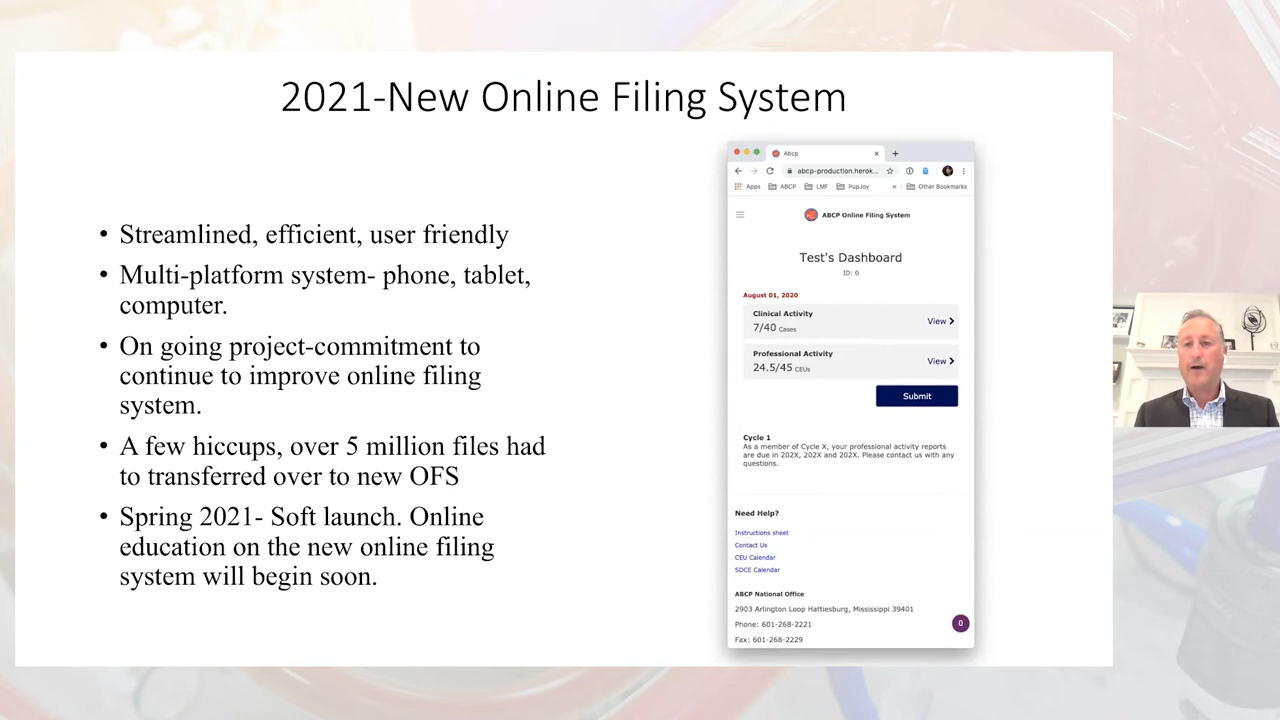 2021-New Online Filing System
• Streamlined, efficient, user friendly
• Multi-platform system- phone, tablet,
computer.
• On going project-commitment to
continue to improve online filing
system.
• A few hiccups, over 5 million files had
to transferred over to new OFS
• Spring 2021- Soft launch. Online
education on the new online filing
system will begin soon.
Abcp
abcp-production.herok...
Apps ABCP LMF PupJoy » Other Bookmarks
ABCP Online Filing System
Test's Dashboard
ID: 0
August 01, 2020
Clinical Activity
7/40 Cases
View
Professional Activity
24.5/45 CEUs
View
Submit
Cycle 1
As a member of Cycle X, your professional activity reports
are due in 202X, 202X and 202X. Please contact us with any
questions.
Need Help?
Instructions sheet
Contact Us
CEU Calendar
SDCE Calendar
ABCP National Office
2903 Arlington Loop Hattiesburg, Mississippi 39401
Phone: 601-268-2221
0
Fax: 601-268-2229